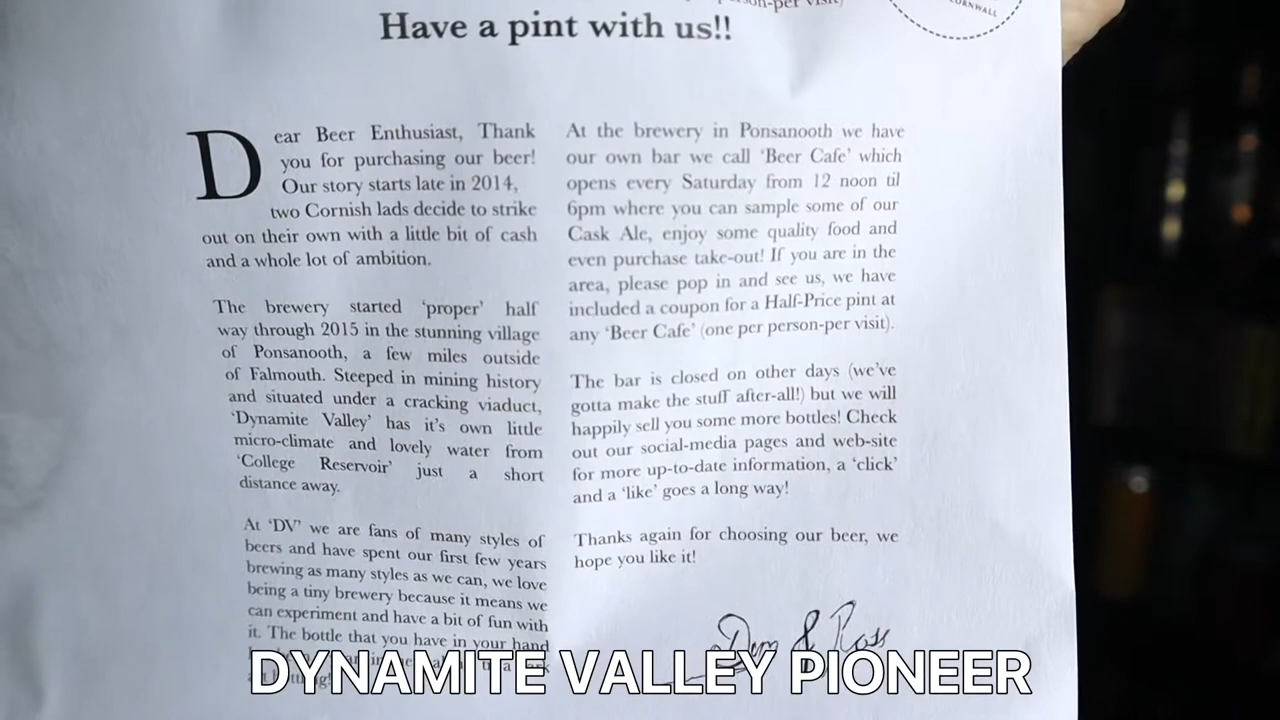 son-per visit)
CORNWALL
Have a pint with us!!
Dear Beer Enthusiast, Thank
you for purchasing our beer!
Our story starts late in 2014,
two Cornish lads decide to strike
out on their own with a little bit of cash
and a whole lot of ambition.
The brewery started 'proper' half
way through 2015 in the stunning village
of Ponsanooth, a few miles outside
of Falmouth. Steeped in mining history
and situated under a cracking viaduct,
'Dynamite Valley' has it's own little
micro-climate and lovely water from
'College Reservoir' just a short
distance away.
At 'DV' we are fans of many styles of
beers and have spent our first few years
brewing as many styles as we can, we love
being a tiny brewery because it means we
can experiment and have a bit of fun with
it. The bottle that you have in your hand
At the brewery in Ponsanooth we have
our own bar we call 'Beer Cafe' which
opens every Saturday from 12 noon til
6pm where you can sample some of our
Cask Ale, enjoy some quality food and
even purchase take-out! If you are in the
area, please pop in and see us, we have
included a coupon for a Half-Price pint at
any 'Beer Cafe' (one per person-per visit).
The bar is closed on other days (we've
gotta make the stuff after-all!) but we will
happily sell you some more bottles! Check
out our social-media pages and web-site
for more up-to-date information, a 'click'
and a 'like' goes a long way!
Thanks again for choosing our beer, we
hope you like it!
& Ross
DYNAMITE VALLEY PIONEER